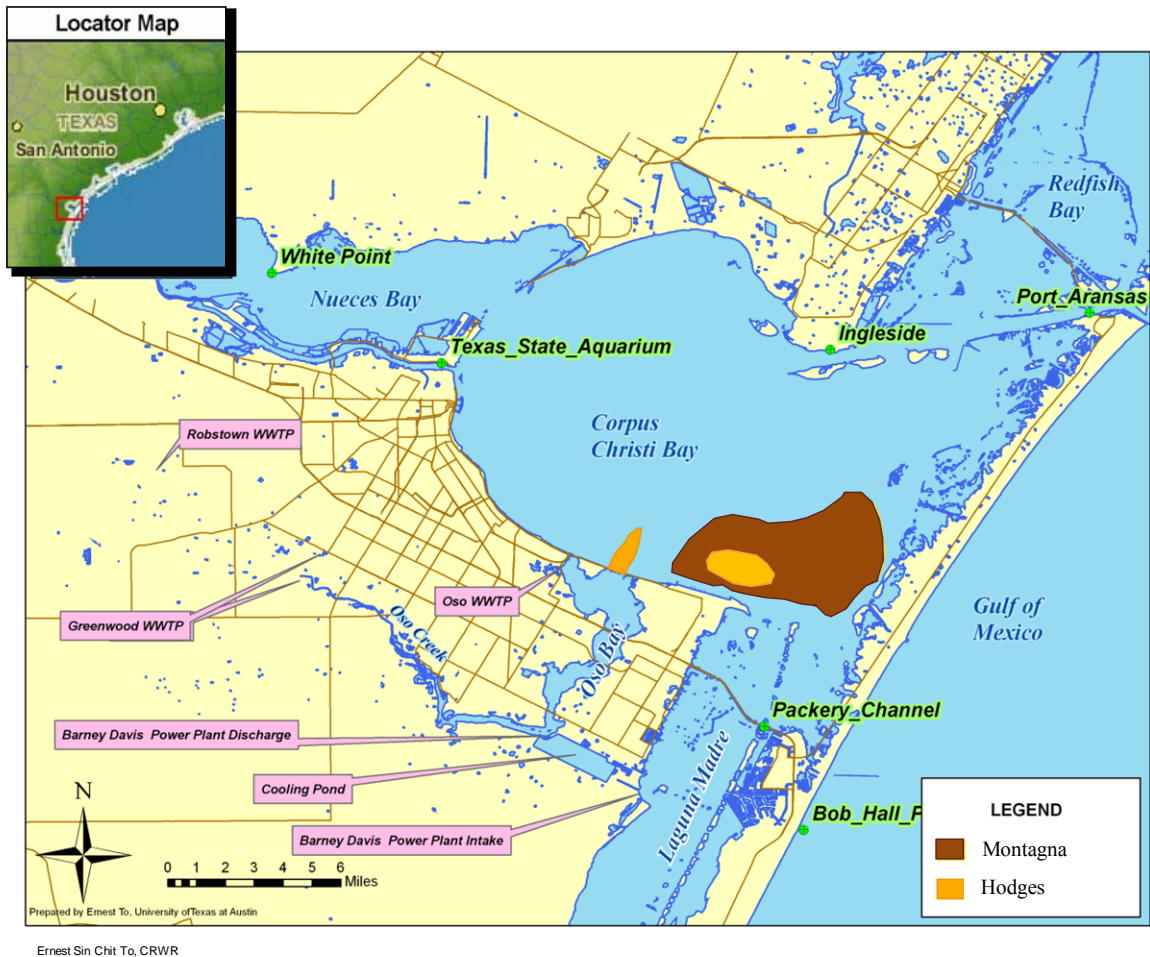 Locator Map
Houston
TEXAS
San Antonio
Redfish
Bay
White Point
Nueces Bay
Port_Aransas
Ingleside
Texas_State_Aquarium
Corpus
Christi Bay
Robstown WWTP
Oso WWTP
Greenwood WWTP
Oso Creek
Oso Bay
Gulf of
Mexico
Packery_Channel
Barney Davis Power Plant Discharge
Cooling Pond
Laguna Madre
Barney Davis Power Plant Intake
Bob_Hall_P
LEGEND
Montagna
Hodges
N
0 1 2 3 4 5 6
Miles
Prepared by Ernest To, University of Texas at Austin
Ernest Sin Chit To, CRWR